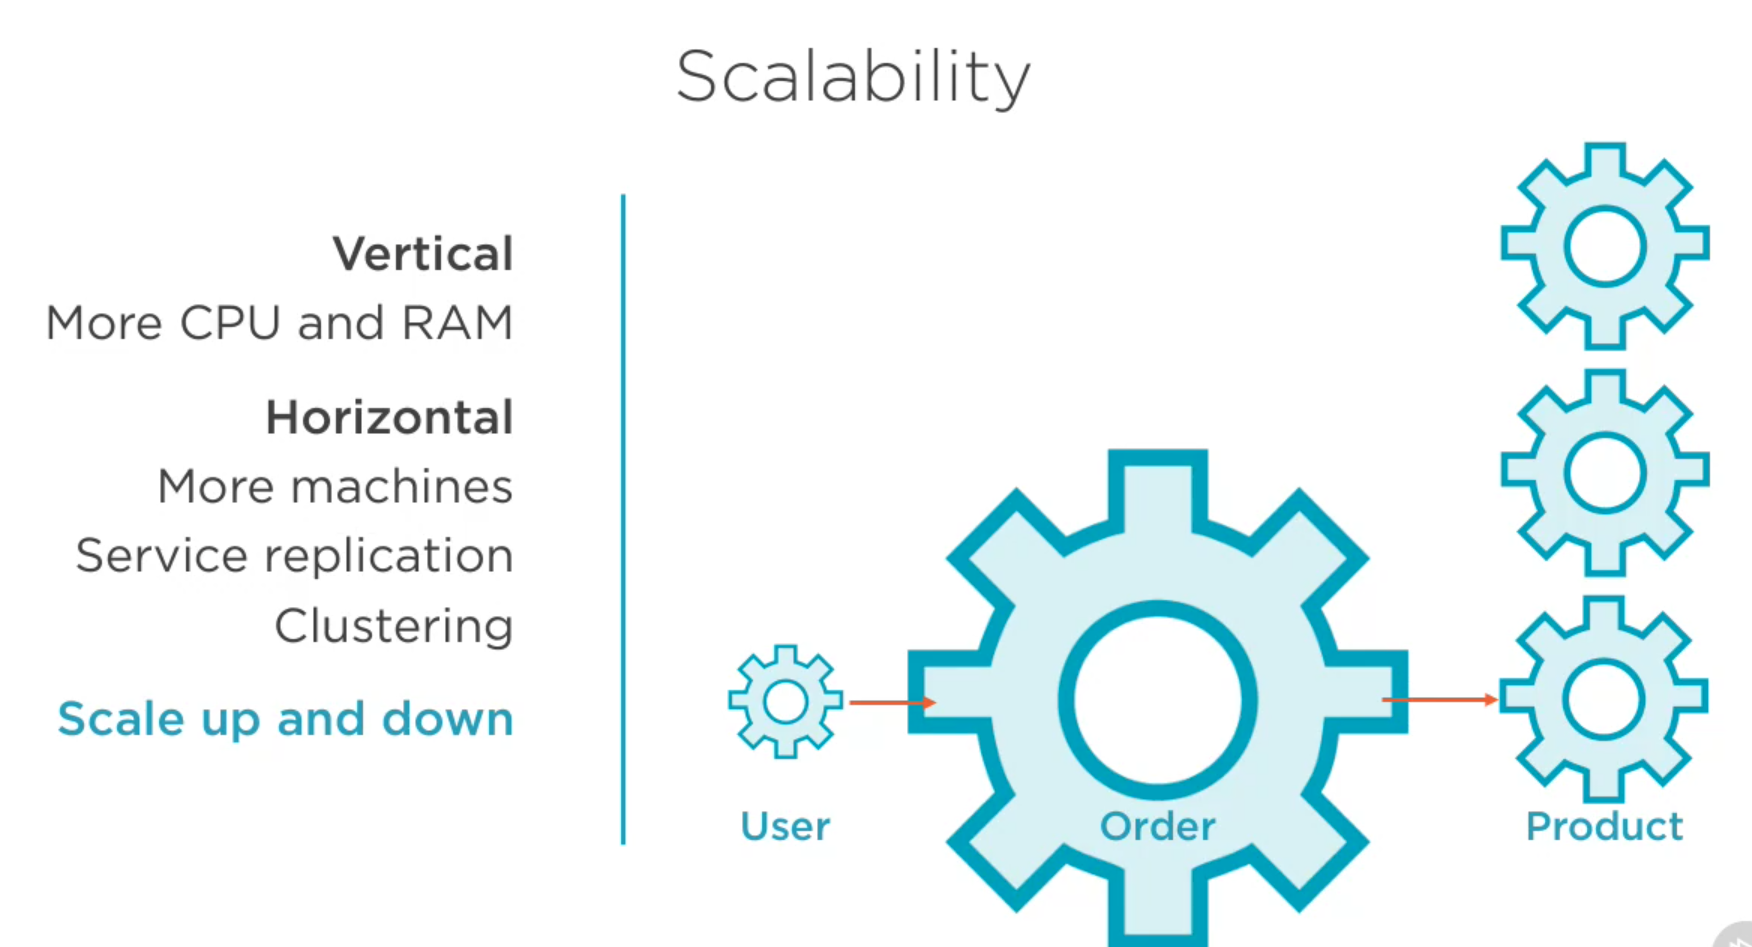 Scalability
Vertical
More CPU and RAM
Horizontal
More machines
Service replication
Clustering
Scale up and down
User
Order
Product